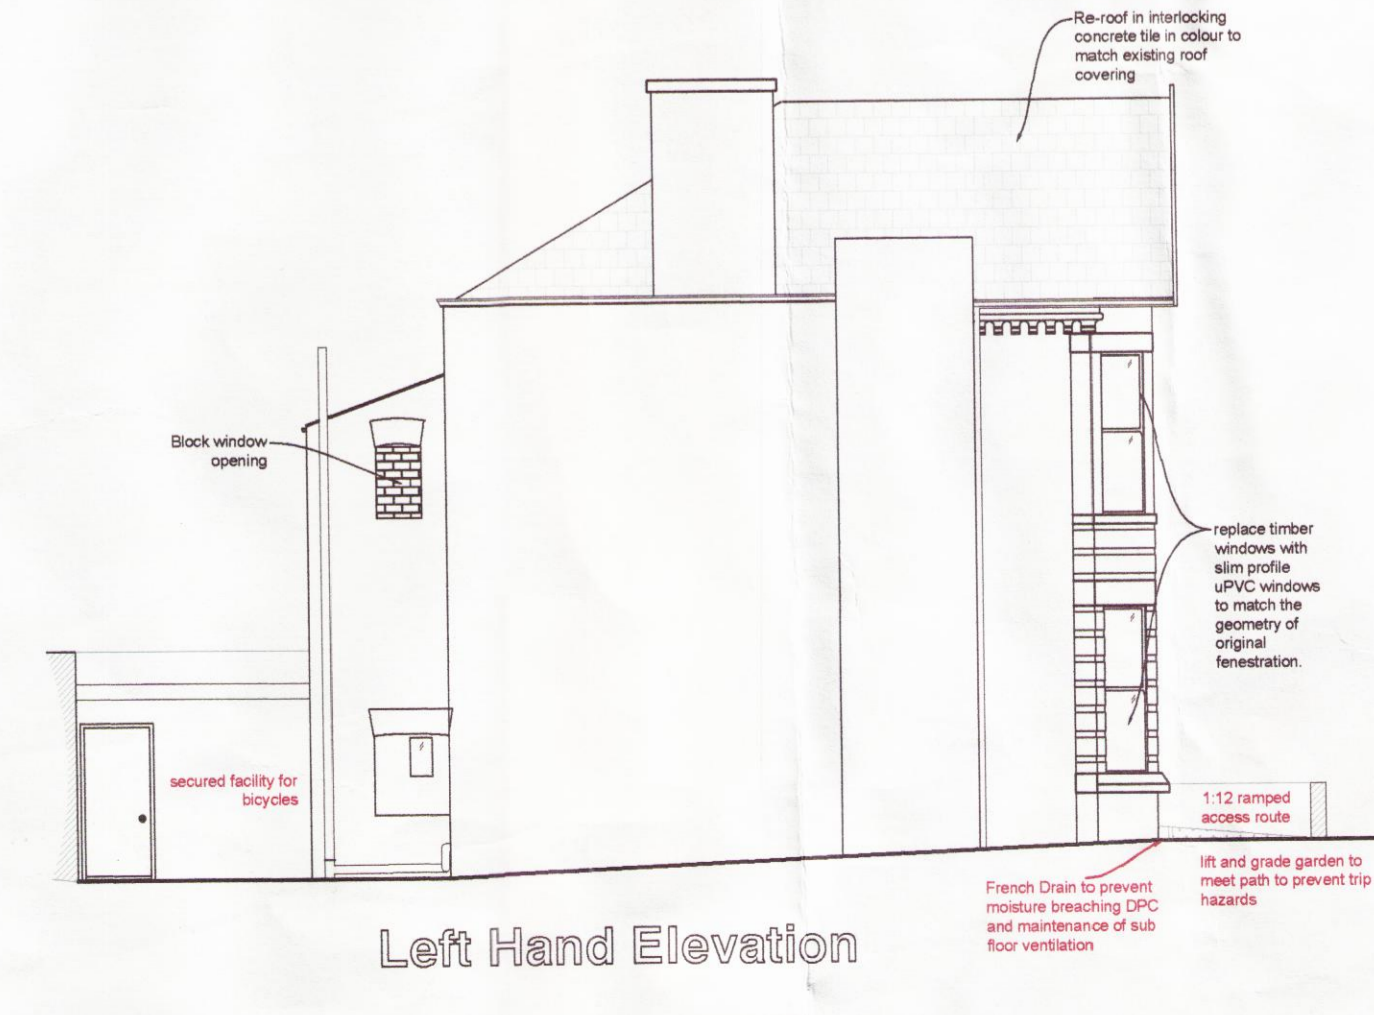 Re-roof in interlocking
concrete tile in colour to
match existing roof
covering
Block window
opening
replace timber
windows with
slim profile
uPVC windows
to match the
geometry of
original
fenestration.
secured facility for
bicycles
1:12 ramped
access route
lift and grade garden to
meet path to prevent trip
hazards
French Drain to prevent
moisture breaching DPC
and maintenance of sub
floor ventilation
Left Hand Elevation